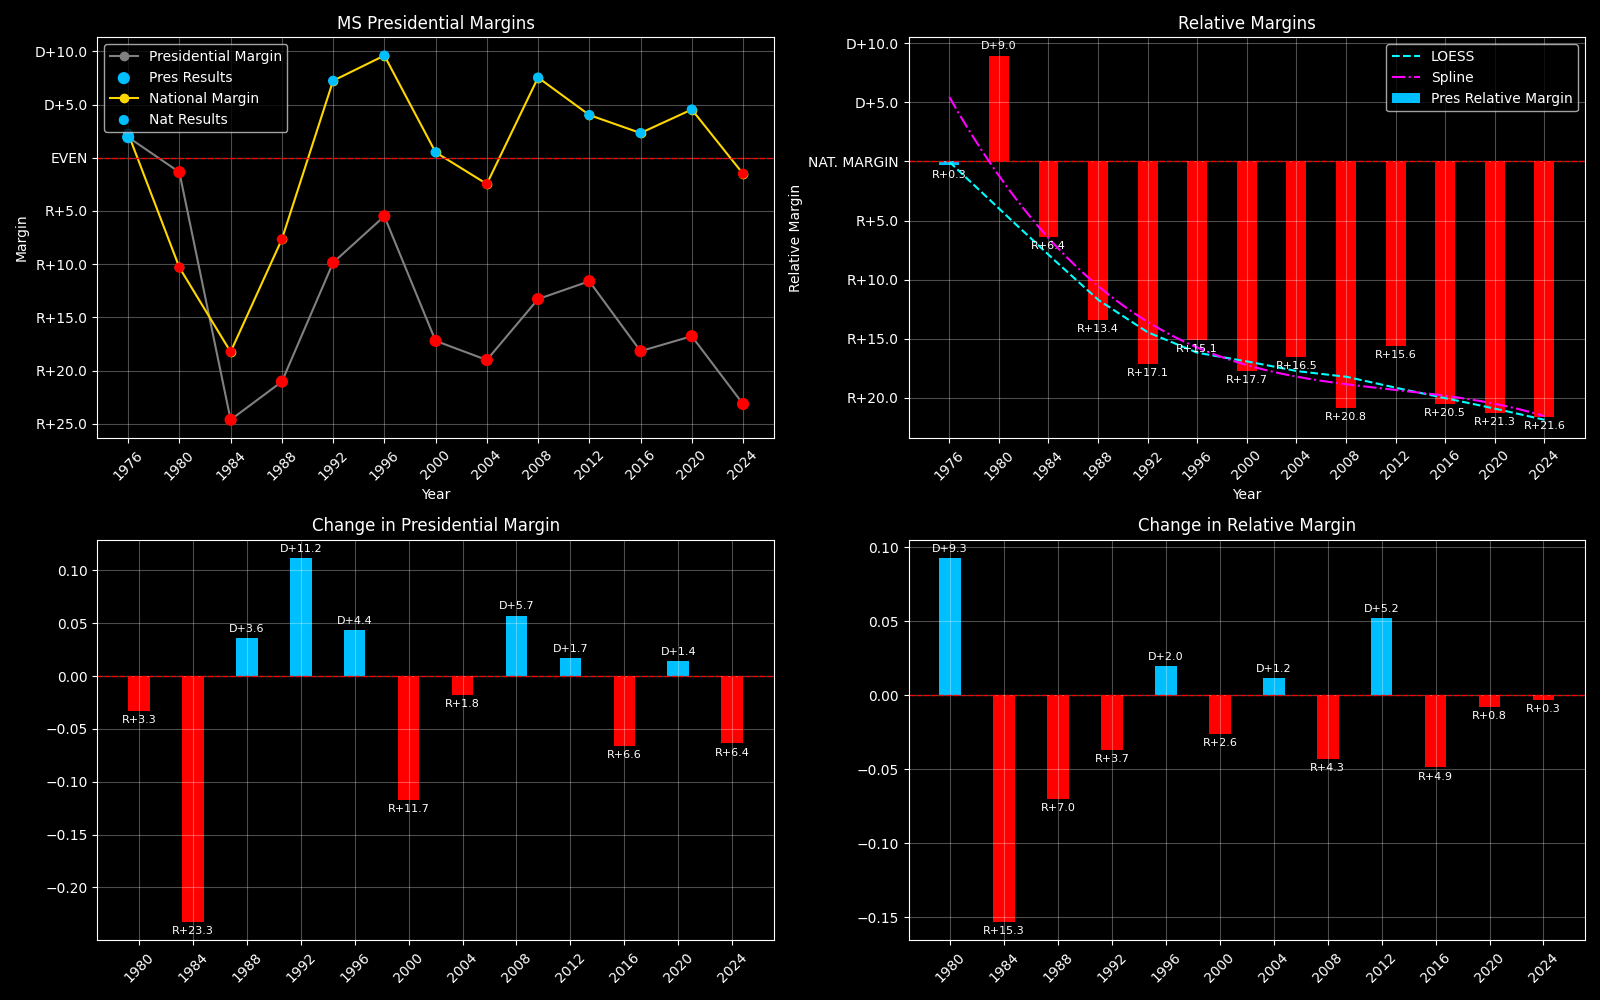 MS Presidential Margins
D+10.0
D+5.0
EVEN
R+5.0
R+10.0
R+15.0
R+20.0
R+25.0
Margin
Presidential Margin
Pres Results
National Margin
Nat Results
1976
1980
1984
1988
1992
1996
2000
2004
2008
2012
2016
2020
2024
Year
Relative Margins
D+10.0
D+5.0
NAT. MARGIN
R+5.0
R+10.0
R+15.0
R+20.0
Relative Margin
LOESS
Spline
Pres Relative Margin
R+0.3
D+9.0
R+6.4
R+13.4
R+17.1
R+15.1
R+17.7
R+16.5
R+20.8
R+15.6
R+20.5
R+21.3
R+21.6
1976
1980
1984
1988
1992
1996
2000
2004
2008
2012
2016
2020
2024
Year
Change in Presidential Margin
0.10
0.05
0.00
−0.05
−0.10
−0.15
−0.20
R+3.3
R+23.3
D+3.6
D+11.2
D+4.4
R+11.7
R+1.8
D+5.7
D+1.7
R+6.6
D+1.4
R+6.4
1980
1984
1988
1992
1996
2000
2004
2008
2012
2016
2020
2024
Change in Relative Margin
0.10
0.05
0.00
−0.05
−0.10
−0.15
D+9.3
R+15.3
R+7.0
R+3.7
D+2.0
R+2.6
D+1.2
R+4.3
D+5.2
R+4.9
R+0.8
R+0.3
1980
1984
1988
1992
1996
2000
2004
2008
2012
2016
2020
2024